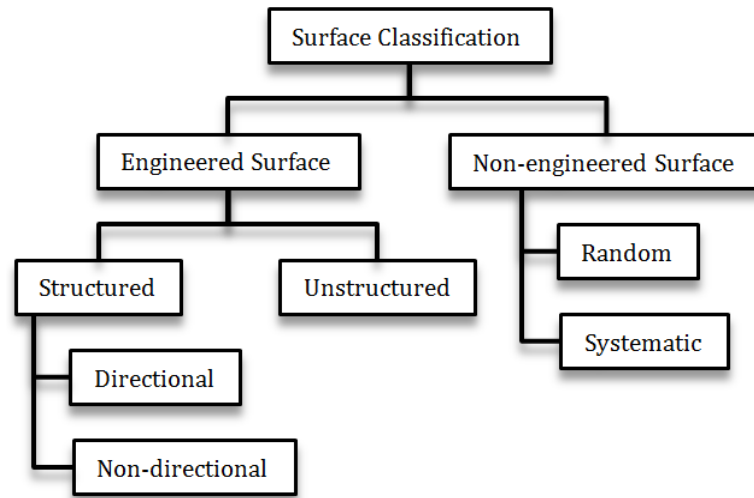 Surface Classification
Engineered Surface
Non-engineered Surface
Structured
Unstructured
Random
Systematic
Directional
Non-directional